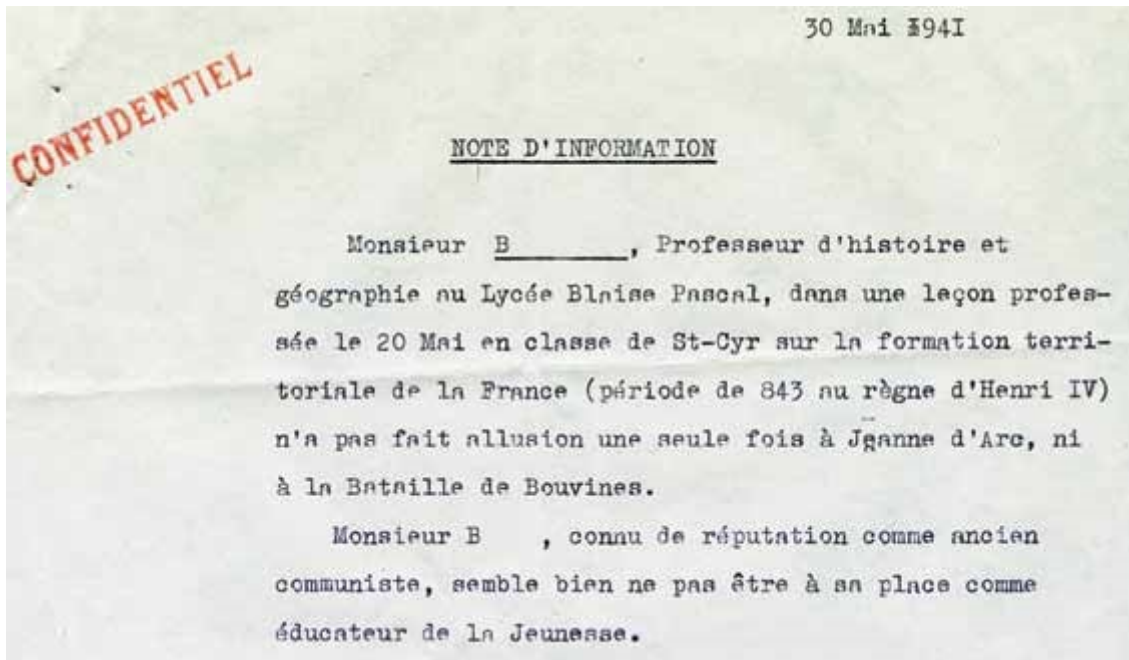 30 Mai 1941
CONFIDENTIEL
NOTE D'INFORMATION
Monsieur B_______, Professeur d'histoire et
géographie au Lycée Blaise Pascal, dans une leçon profes-
sée le 20 Mai en classe de St-Cyr sur la formation terri-
toriale de la France (période de 843 au règne d'Henri IV)
n'a pas fait allusion une seule fois à Jeanne d'Arc, ni
à la Bataille de Bouvines.
Monsieur B , connu de réputation comme ancien
communiste, semble bien ne pas être à sa place comme
éducateur de la Jeunesse.